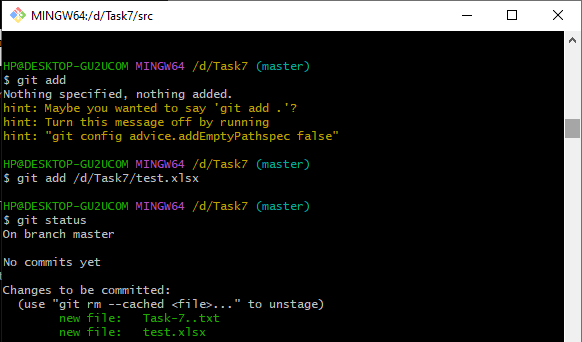 MINGW64:/d/Task7/src
HP@DESKTOP-GU2UCOM MINGW64 /d/Task7 (master)
$ git add
Nothing specified, nothing added.
hint: Maybe you wanted to say 'git add .'?
hint: Turn this message off by running
hint: "git config advice.addEmptyPathspec false"
HP@DESKTOP-GU2UCOM MINGW64 /d/Task7 (master)
$ git add /d/Task7/test.xlsx
HP@DESKTOP-GU2UCOM MINGW64 /d/Task7 (master)
$ git status
On branch master
No commits yet
Changes to be committed:
  (use "git rm --cached <file>..." to unstage)
        new file:   Task-7..txt
        new file:   test.xlsx